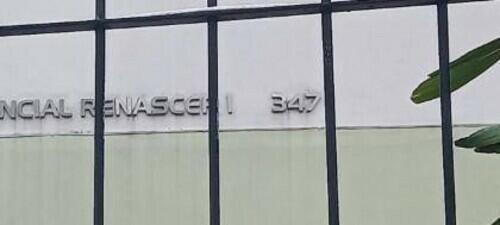 NCIAL RENASCER I 347